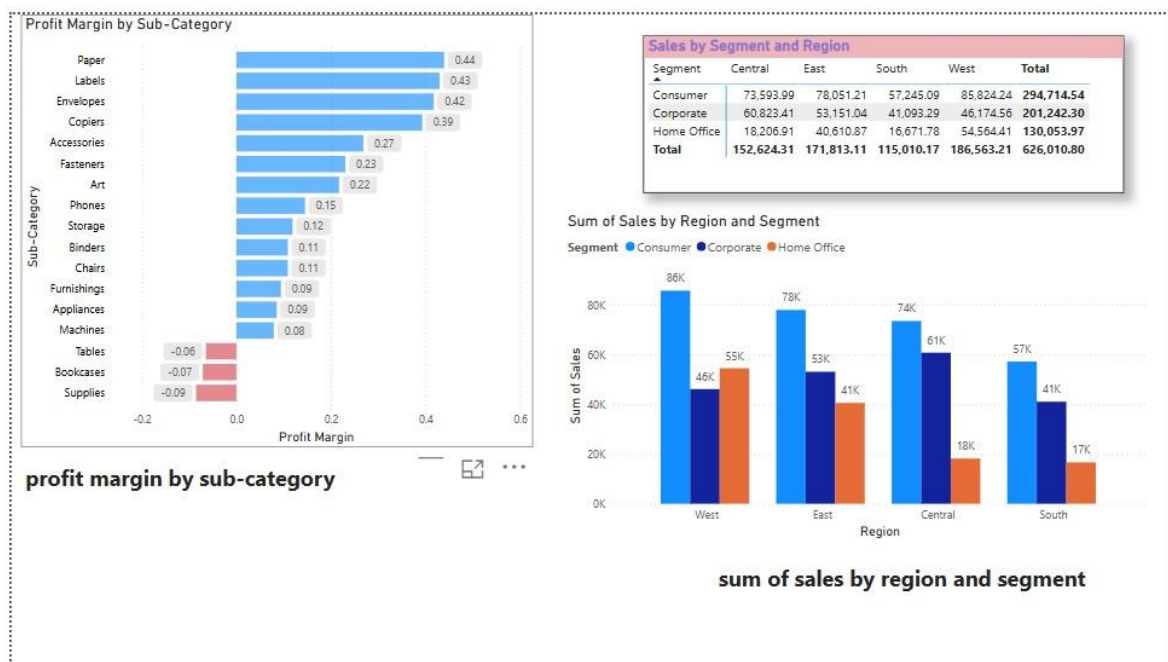 Profit Margin by Sub-Category
Sub-Category
Paper 0.44
Labels 0.43
Envelopes 0.42
Copiers 0.39
Accessories 0.27
Fasteners 0.23
Art 0.22
Phones 0.15
Storage 0.12
Binders 0.11
Chairs 0.11
Furnishings 0.09
Appliances 0.09
Machines 0.08
Tables -0.06
Bookcases -0.07
Supplies -0.09
-0.2 0.0 0.2 0.4 0.6
Profit Margin
profit margin by sub-category
Sales by Segment and Region
Segment Central East South West Total
Consumer 73,593.99 78,051.21 57,245.09 85,824.24 294,714.54
Corporate 60,823.41 53,151.04 41,093.29 46,174.56 201,242.30
Home Office 18,206.91 40,610.87 16,671.78 54,564.41 130,053.97
Total 152,624.31 171,813.11 115,010.17 186,563.21 626,010.80
Sum of Sales by Region and Segment
Segment Consumer Corporate Home Office
Sum of Sales
80K
60K
40K
20K
0K
86K 46K 55K
78K 53K 41K
74K 61K 18K
57K 41K 17K
West East Central South
Region
sum of sales by region and segment